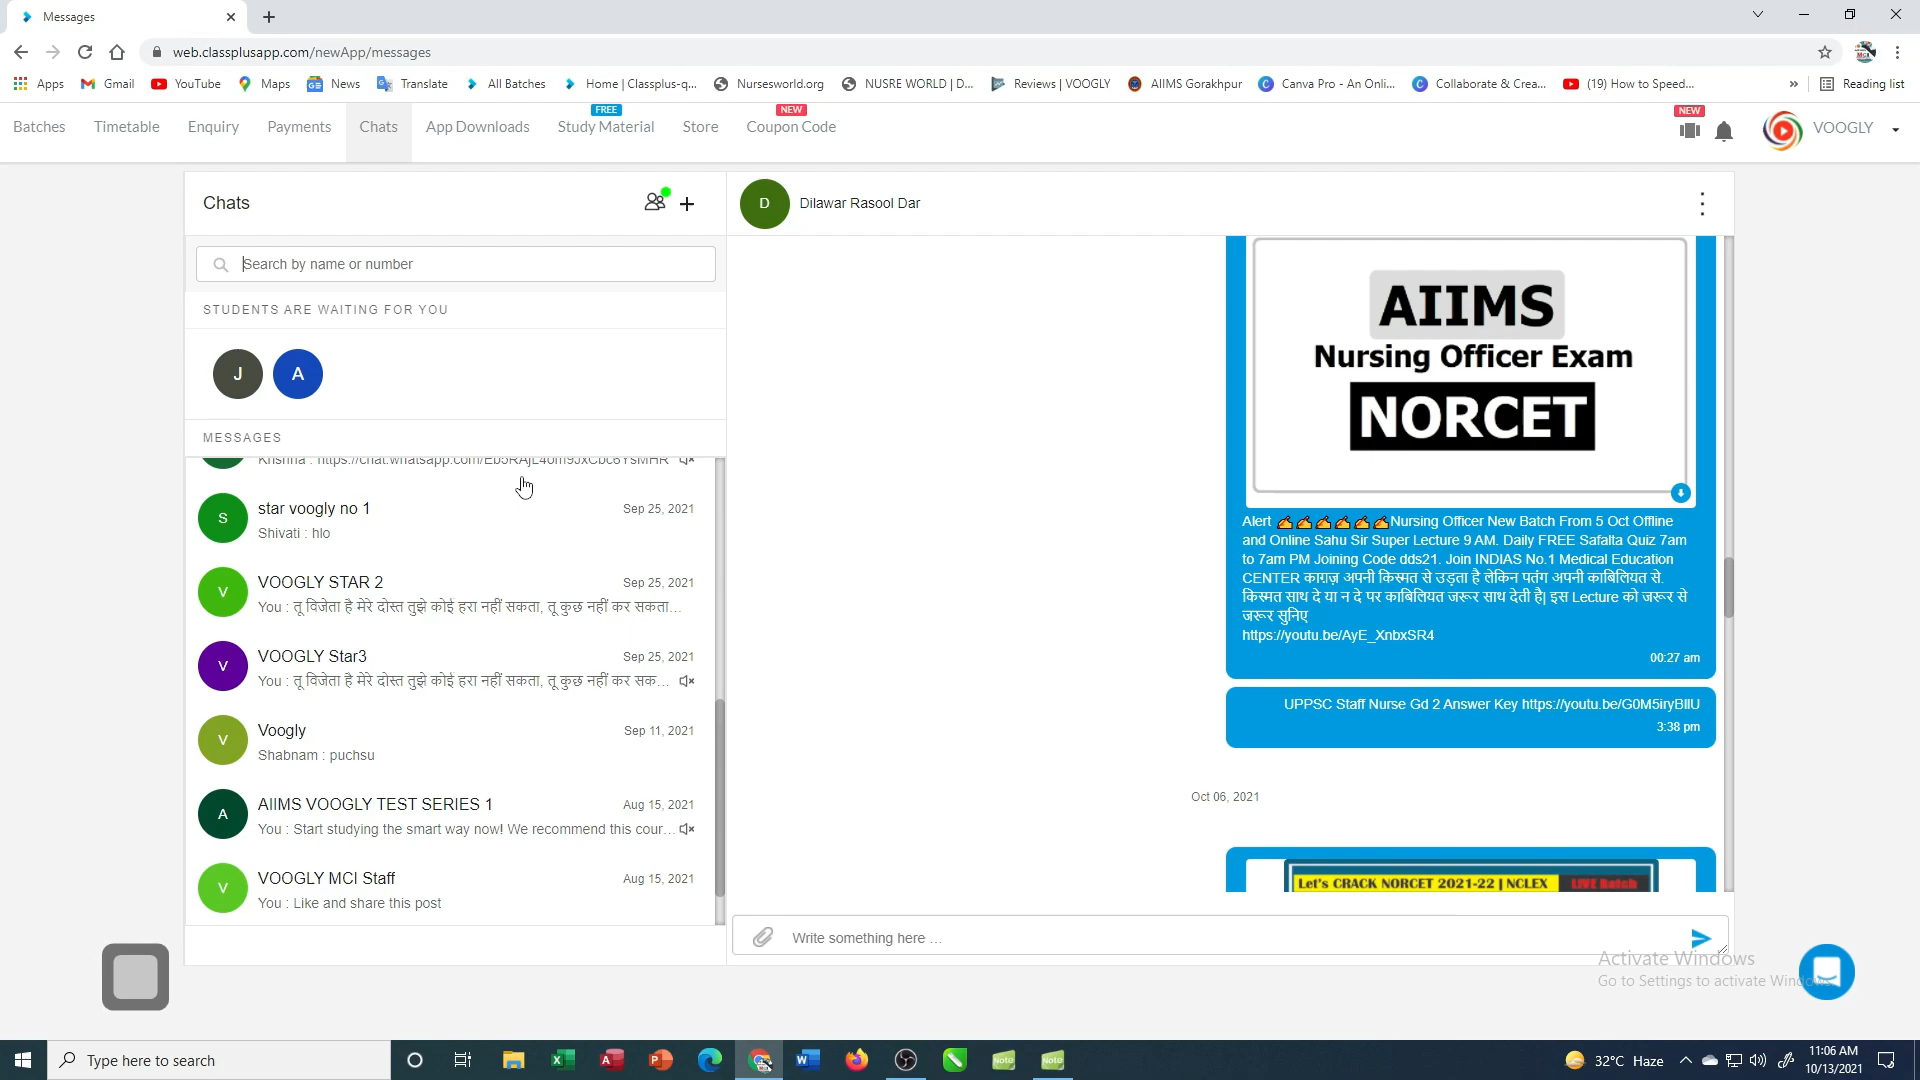 Messages
web.classplusapp.com/newApp/messages
Apps
Gmail
YouTube
Maps
News
Translate
All Batches
Home | Classplus-q...
Nursesworld.org
NUSRE WORLD | D...
Reviews | VOOGLY
AIIMS Gorakhpur
Canva Pro - An Onli...
Collaborate & Crea...
(19) How to Speed...
»
Reading list
FREE
NEW
NEW
Batches
Timetable
Enquiry
Payments
Chats
App Downloads
Study Material
Store
Coupon Code
VOOGLY
Chats
Search by name or number
STUDENTS ARE WAITING FOR YOU
J
A
MESSAGES
S
star voogly no 1
Sep 25, 2021
Shivati : hlo
V
VOOGLY STAR 2
Sep 25, 2021
You : तू विजेता है मेरे दोस्त तुझे कोई हरा नहीं सकता, तू कुछ नहीं कर सकता...
V
VOOGLY Star3
Sep 25, 2021
You : तू विजेता है मेरे दोस्त तुझे कोई हरा नहीं सकता, तू कुछ नहीं कर सक...
V
Voogly
Sep 11, 2021
Shabnam : puchsu
A
AIIMS VOOGLY TEST SERIES 1
Aug 15, 2021
You : Start studying the smart way now! We recommend this cour...
V
VOOGLY MCI Staff
Aug 15, 2021
You : Like and share this post
D
Dilawar Rasool Dar
AIIMS
Nursing Officer Exam
NORCET
Alert ✍✍✍✍✍✍Nursing Officer New Batch From 5 Oct Offline
and Online Sahu Sir Super Lecture 9 AM. Daily FREE Safalta Quiz 7am
to 7am PM Joining Code dds21. Join INDIAS No.1 Medical Education
CENTER काग़ज़ अपनी किस्मत से उड़ता है लेकिन पतंग अपनी काबिलियत से.
किस्मत साथ दे या न दे पर काबिलियत जरूर साथ देती है| इस Lecture को जरूर से
जरूर सुनिए
https://youtu.be/AyE_XnbxSR4
00:27 am
UPPSC Staff Nurse Gd 2 Answer Key https://youtu.be/G0M5iryBIlU
3:38 pm
Oct 06, 2021
Let's CRACK NORCET 2021-22 | NCLEX LIVE Batch
Write something here ...
Activate Windows
Go to Settings to activate Windows.
Type here to search
32°C Haze
11:06 AM
10/13/2021